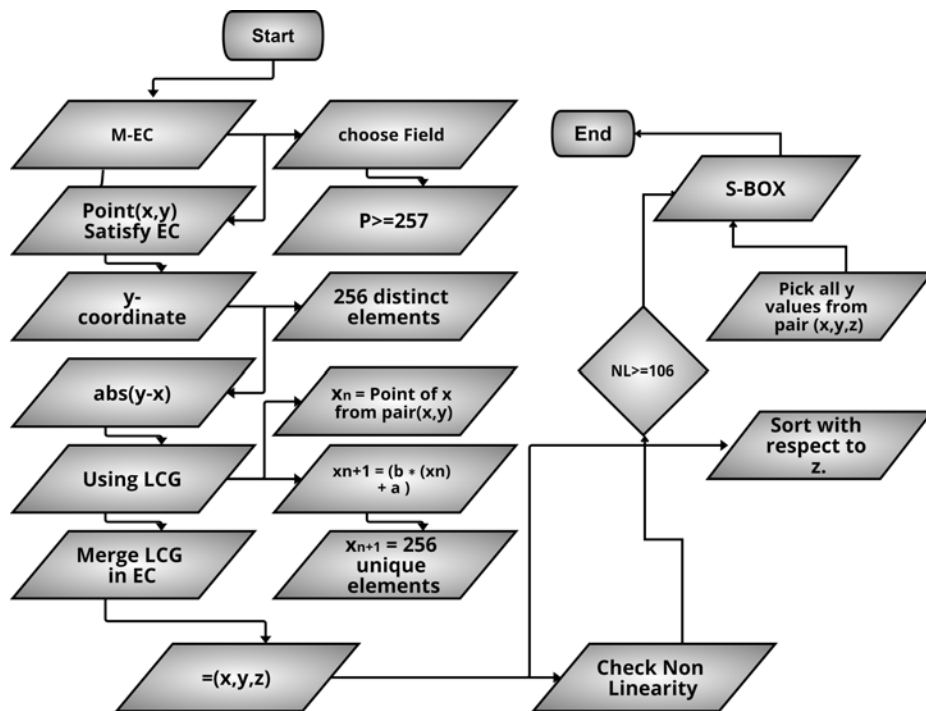 Start
M-EC
choose Field
Point(x,y)
Satisfy EC
P>=257
y-
coordinate
256 distinct
elements
abs(y-x)
xn = Point of x
from pair(x,y)
Using LCG
xn+1 = (b * (xn)
+ a )
Merge LCG
in EC
xn+1 = 256
unique
elements
=(x,y,z)
Check Non
Linearity
Sort with
respect to
z.
NL>=106
Pick all y
values from
pair (x,y,z)
S-BOX
End